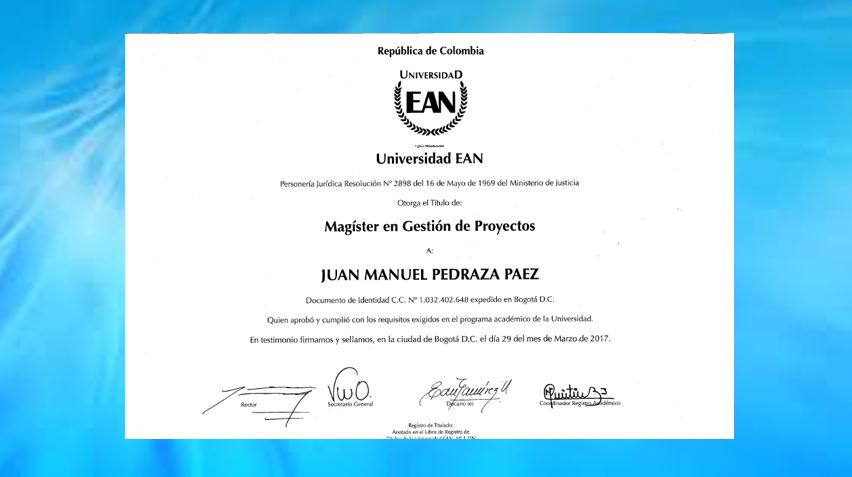 República de Colombia
UNIVERSIDAD
EAN
Universidad EAN
Personería Jurídica Resolución Nº 2898 del 16 de Mayo de 1969 del Ministerio de Justicia
Otorga el Título de:
Magíster en Gestión de Proyectos
A:
JUAN MANUEL PEDRAZA PAEZ
Documento de Identidad C.C. Nº 1.032.402.648 expedido en Bogotá D.C.
Quien aprobó y cumplió con los requisitos exigidos en el programa académico de la Universidad.
En testimonio firmamos y sellamos, en la ciudad de Bogotá D.C. el día 29 del mes de Marzo de 2017.
Rector
Secretario General
Decano (e)
Coordinador Registro Académico
Registro de Titulado:
Anotado en el Libro de Registro de